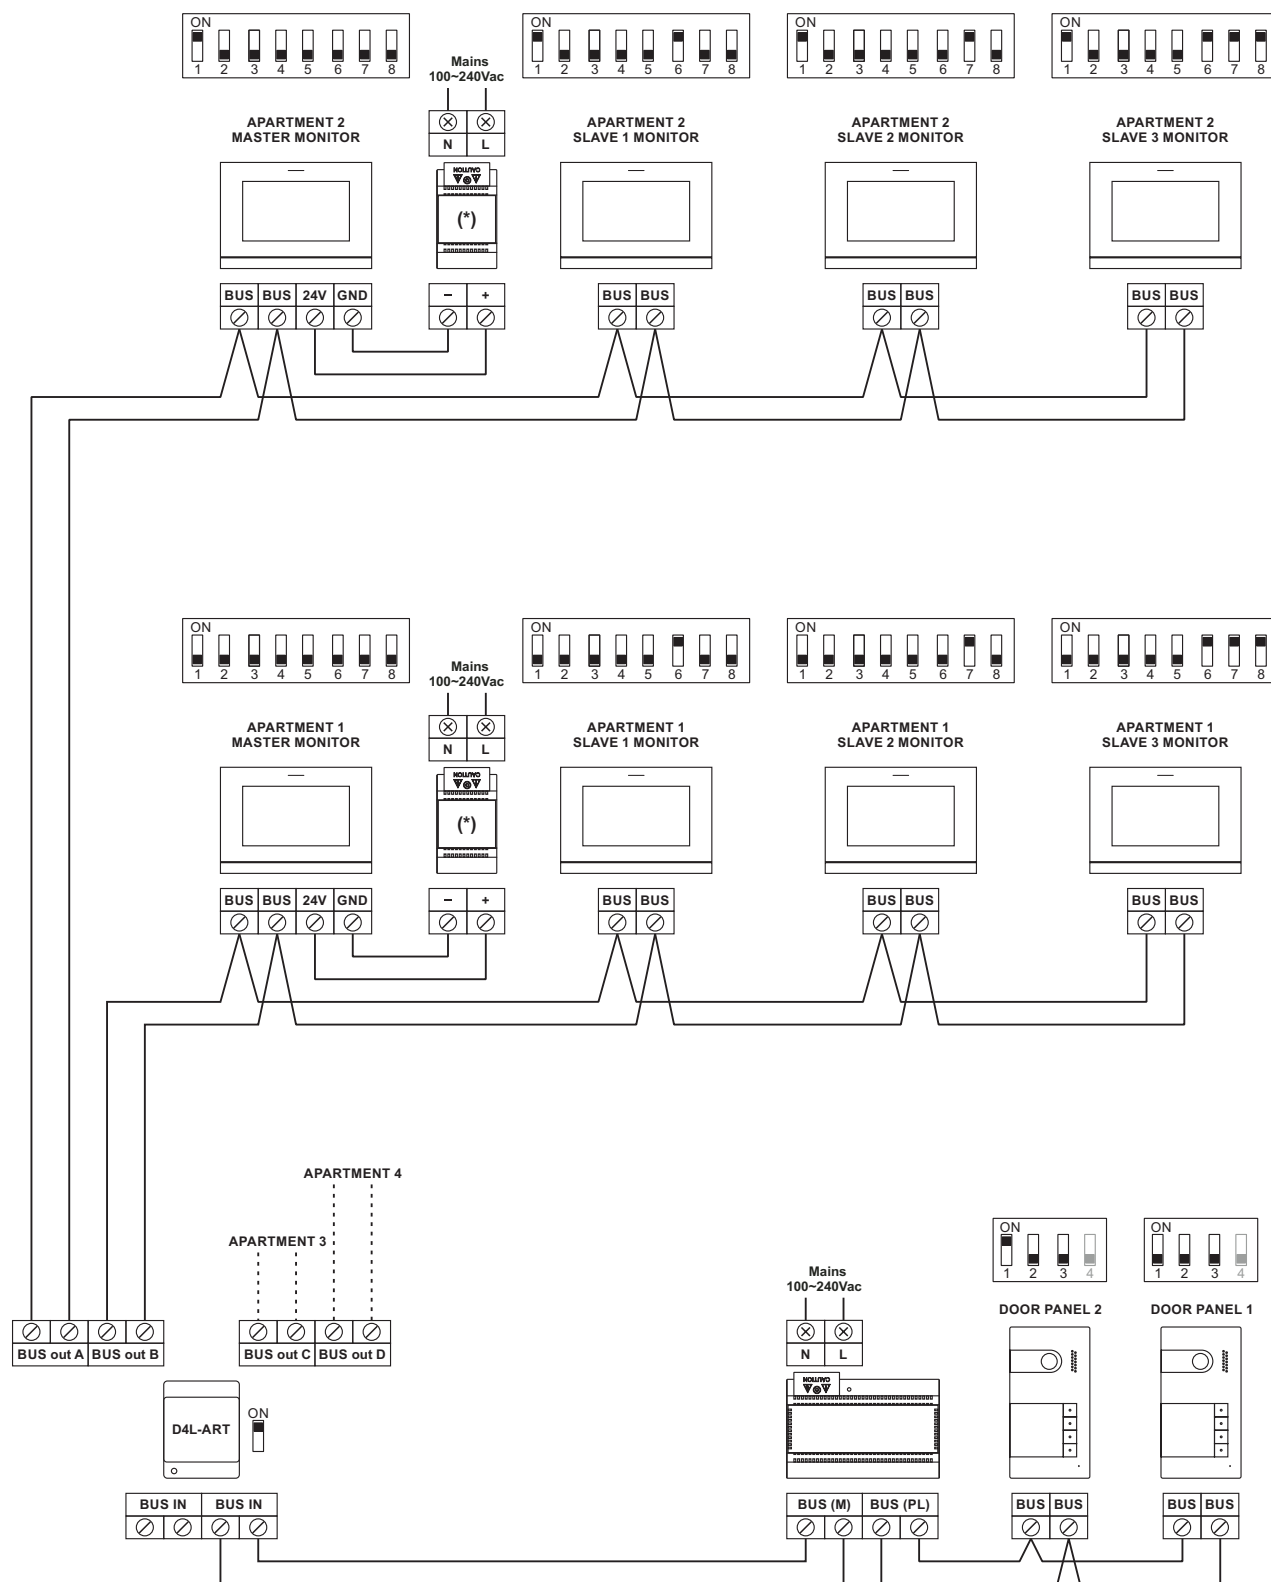 ON ON ON ON
1 2 3 4 5 6 7 8 1 2 3 4 5 6 7 8 1 2 3 4 5 6 7 8 1 2 3 4 5 6 7 8
Mains
100~240Vac
APARTMENT 2
MASTER MONITOR
N L
APARTMENT 2
SLAVE 1 MONITOR
APARTMENT 2
SLAVE 2 MONITOR
APARTMENT 2
SLAVE 3 MONITOR
CAUTION
(*)
BUS BUS 24V GND – + BUS BUS BUS BUS BUS BUS
ON ON ON ON
1 2 3 4 5 6 7 8 1 2 3 4 5 6 7 8 1 2 3 4 5 6 7 8 1 2 3 4 5 6 7 8
Mains
100~240Vac
APARTMENT 1
MASTER MONITOR
N L
APARTMENT 1
SLAVE 1 MONITOR
APARTMENT 1
SLAVE 2 MONITOR
APARTMENT 1
SLAVE 3 MONITOR
CAUTION
(*)
BUS BUS 24V GND – + BUS BUS BUS BUS BUS BUS
APARTMENT 4
APARTMENT 3
BUS out A BUS out B BUS out C BUS out D
D4L-ART
ON
BUS IN BUS IN
Mains
100~240Vac
N L
CAUTION
BUS (M) BUS (PL)
ON
1 2 3 4
DOOR PANEL 2
BUS BUS
ON
1 2 3 4
DOOR PANEL 1
BUS BUS